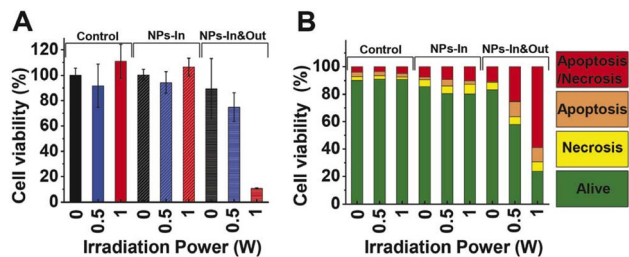 A
Control NPs-In NPs-In&Out
Cell viability (%)
120
100
80
60
40
20
0
0 0.5 1 0 0.5 1 0 0.5 1
Irradiation Power (W)
B
Control NPs-In NPs-In&Out
Cell viability (%)
100
80
60
40
20
0
0 0.5 1 0 0.5 1 0 0.5 1
Irradiation Power (W)
Apoptosis
/Necrosis
Apoptosis
Necrosis
Alive